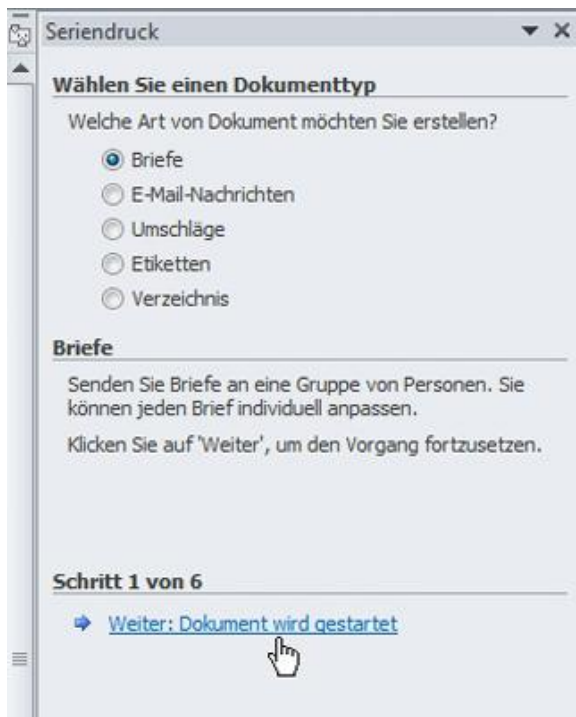 Seriendruck
Wählen Sie einen Dokumenttyp
Welche Art von Dokument möchten Sie erstellen?
Briefe
E-Mail-Nachrichten
Umschläge
Etiketten
Verzeichnis
Briefe
Senden Sie Briefe an eine Gruppe von Personen. Sie
können jeden Brief individuell anpassen.
Klicken Sie auf 'Weiter', um den Vorgang fortzusetzen.
Schritt 1 von 6
Weiter: Dokument wird gestartet